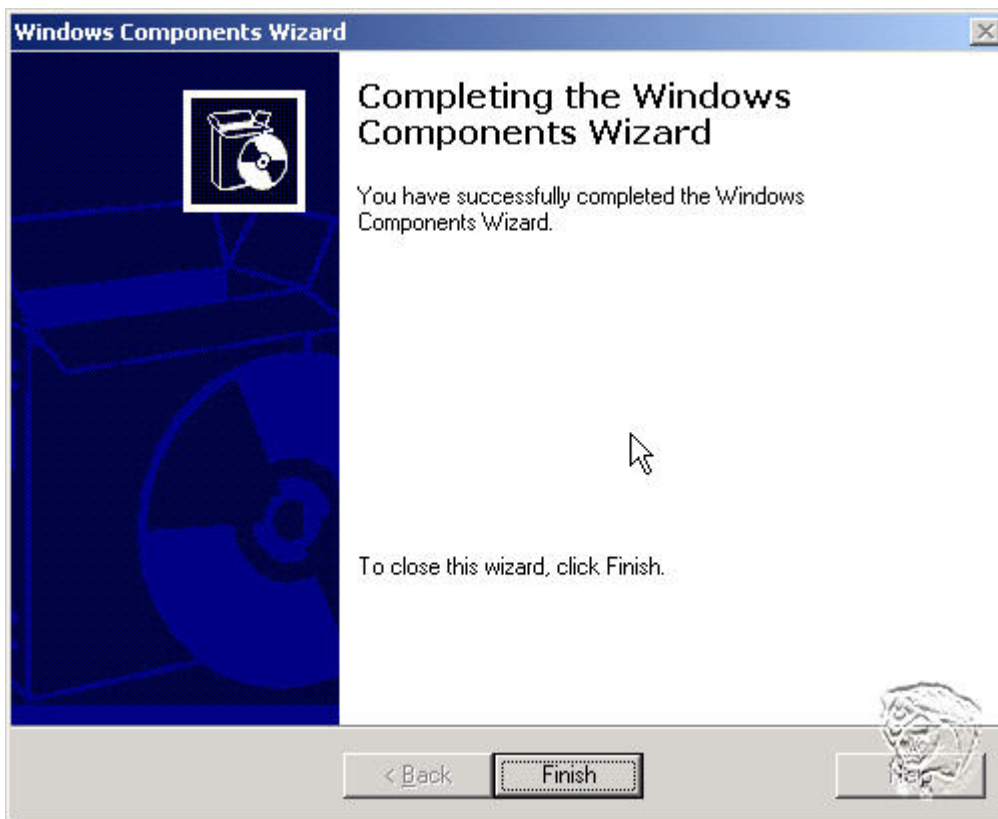 Windows Components Wizard
Completing the Windows
Components Wizard
You have successfully completed the Windows
Components Wizard.
To close this wizard, click Finish.
< Back
Finish